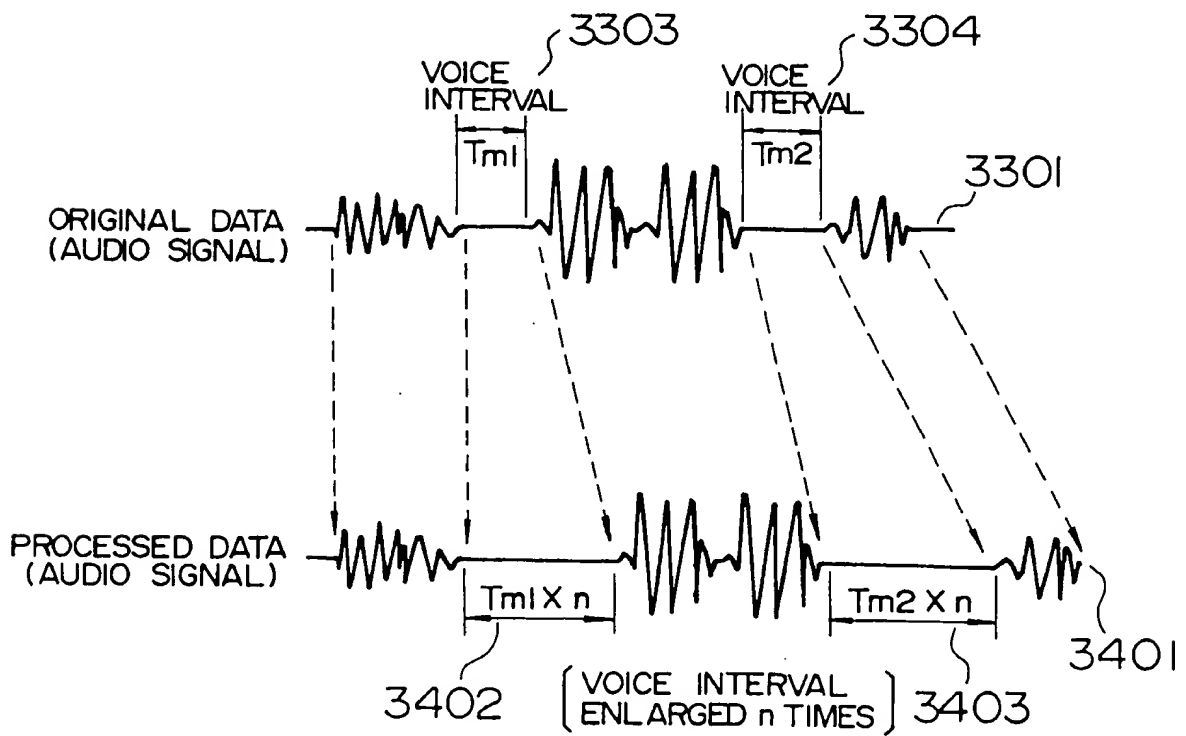 3303
3304
VOICE
INTERVAL
VOICE
INTERVAL
Tm1
Tm2
3301
ORIGINAL DATA
(AUDIO SIGNAL)
PROCESSED DATA
(AUDIO SIGNAL)
Tm1 X n
Tm2 X n
3401
3402
[VOICE INTERVAL
ENLARGED n TIMES]
3403